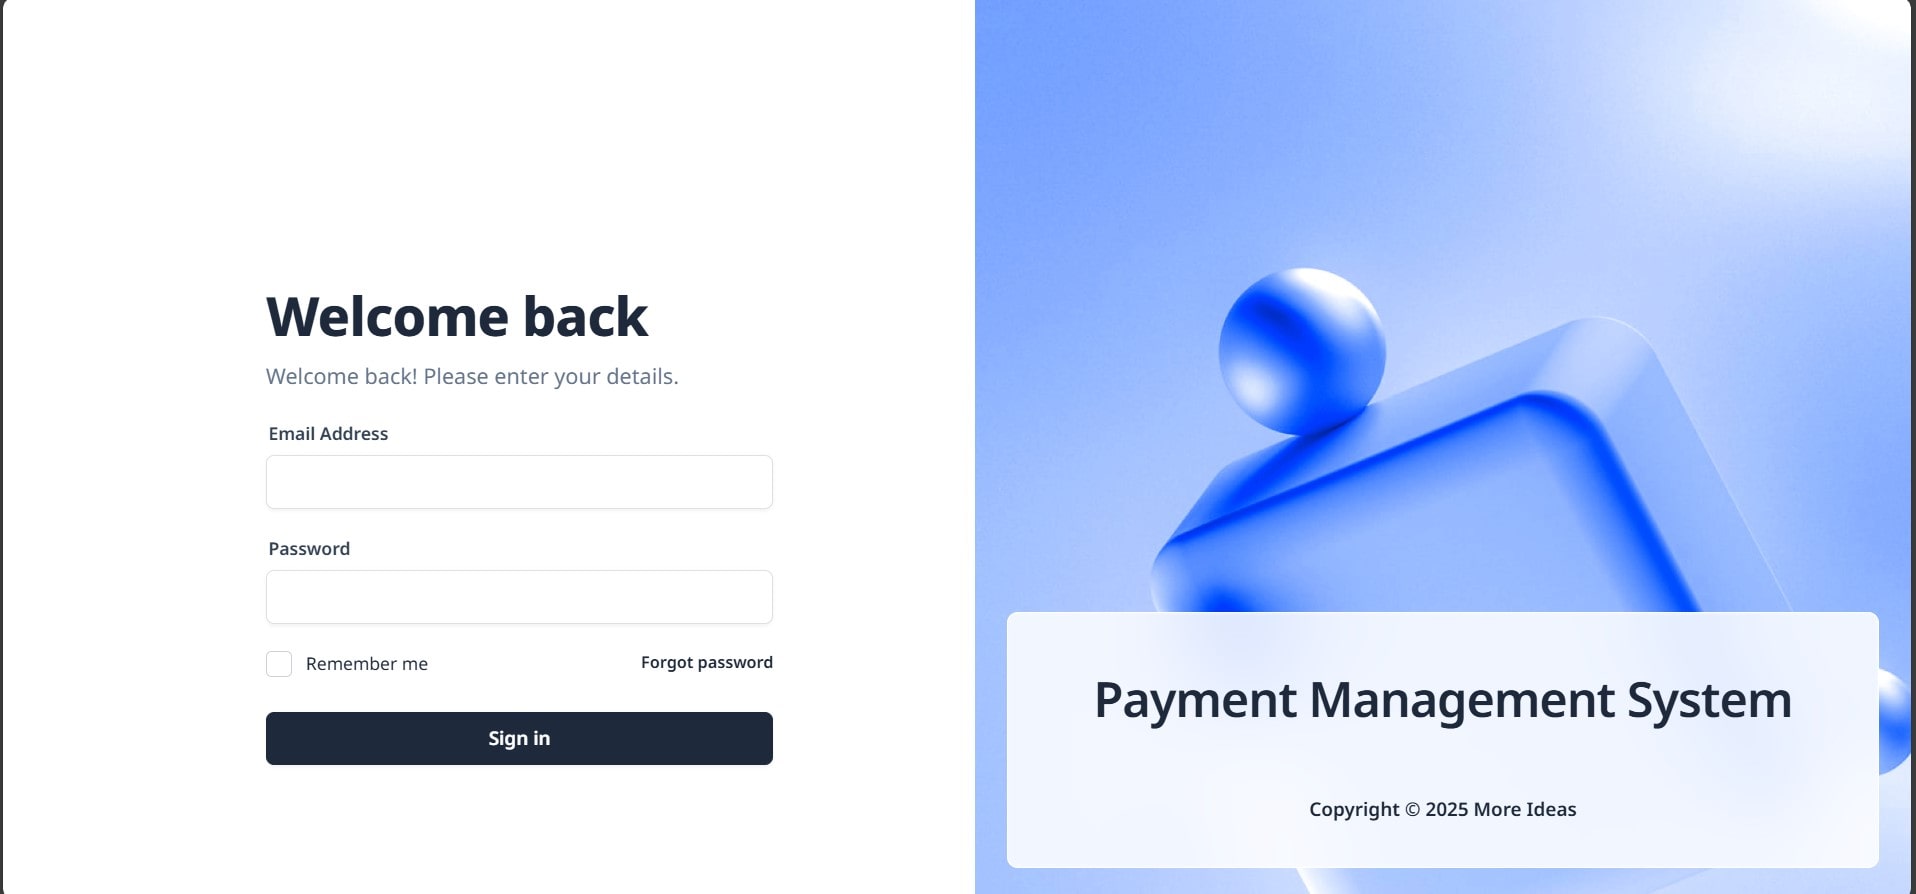 Welcome back
Welcome back! Please enter your details.
Email Address
Password
Remember me
Forgot password
Sign in
Payment Management System
Copyright © 2025 More Ideas